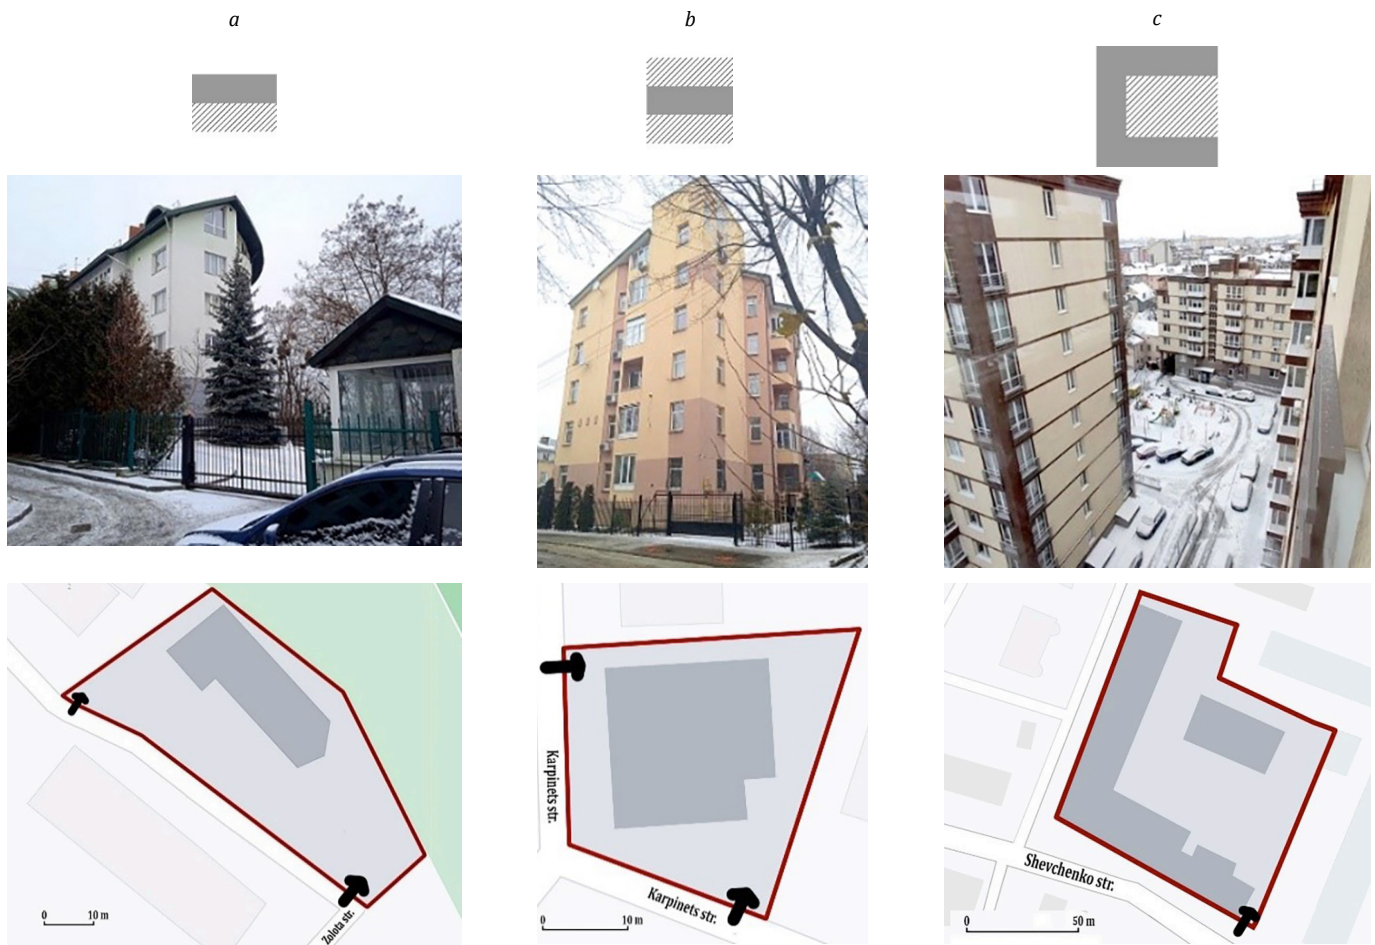 a
b
c
Zolota str.
0 10 m
Karpinets str.
Karpinets str.
0 10 m
Shevchenko str.
0 50 m